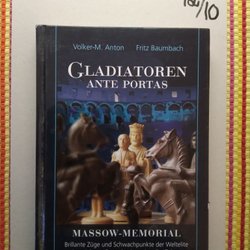 Volker-M. Anton Fritz Baumbach
GLADIATOREN
ANTE PORTAS
MASSOW-MEMORIAL
Brillante Züge und Schwachpunkte der Weltelite